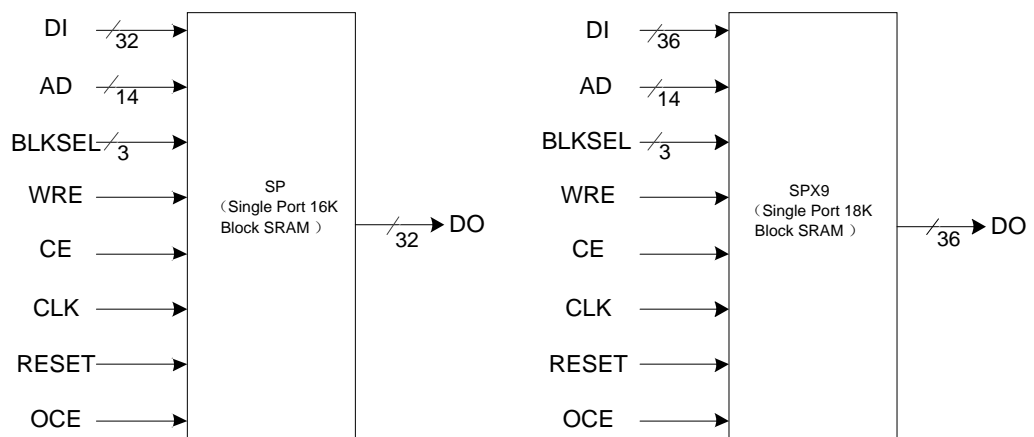 DI
32
AD
14
BLKSEL
3
WRE
CE
CLK
RESET
OCE
SP
（Single Port 16K
Block SRAM ）
32
DO
DI
36
AD
14
BLKSEL
3
WRE
CE
CLK
RESET
OCE
SPX9
（Single Port 18K
Block SRAM）
36
DO